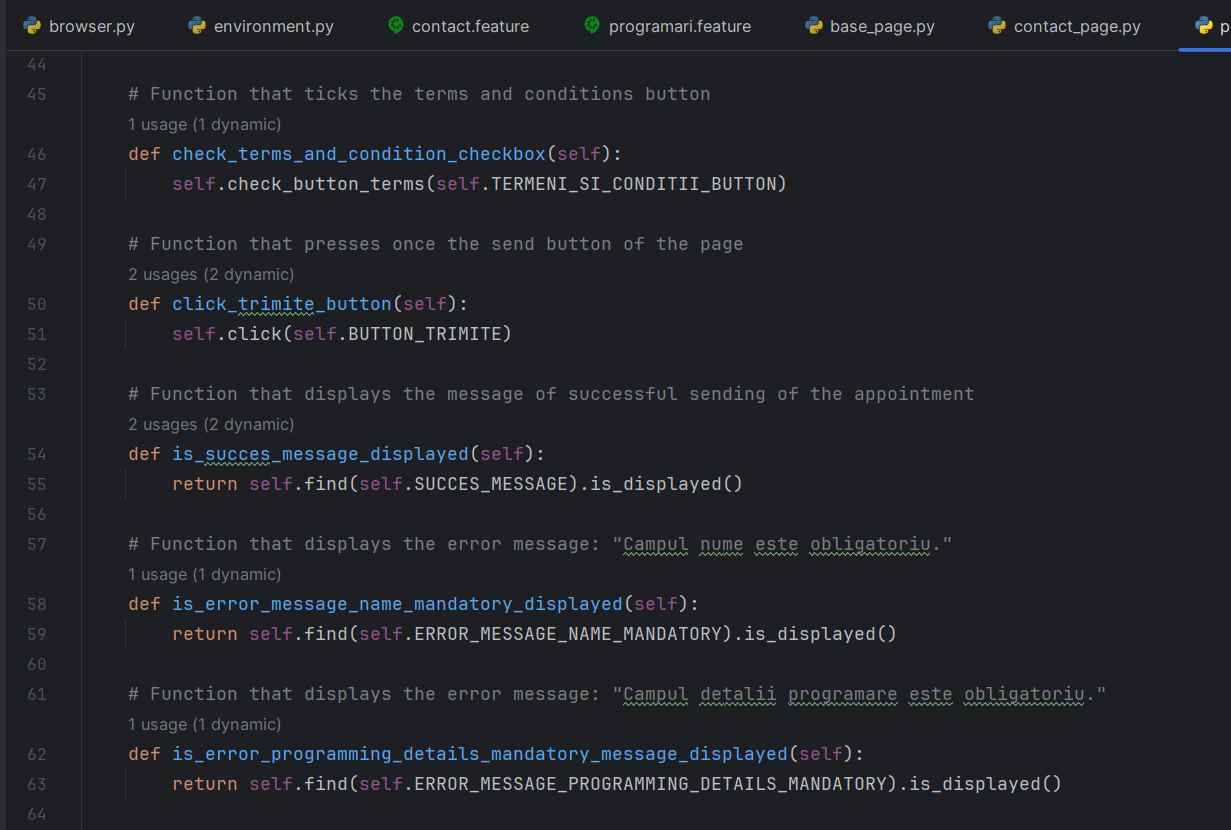 browser.py environment.py contact.feature programari.feature base_page.py contact_page.py p
44
45 # Function that ticks the terms and conditions button
1 usage (1 dynamic)
46 def check_terms_and_condition_checkbox(self):
47 self.check_button_terms(self.TERMENI_SI_CONDITII_BUTTON)
48
49 # Function that presses once the send button of the page
2 usages (2 dynamic)
50 def click_trimite_button(self):
51 self.click(self.BUTTON_TRIMITE)
52
53 # Function that displays the message of successful sending of the appointment
2 usages (2 dynamic)
54 def is_succes_message_displayed(self):
55 return self.find(self.SUCCES_MESSAGE).is_displayed()
56
57 # Function that displays the error message: "Campul nume este obligatoriu."
1 usage (1 dynamic)
58 def is_error_message_name_mandatory_displayed(self):
59 return self.find(self.ERROR_MESSAGE_NAME_MANDATORY).is_displayed()
60
61 # Function that displays the error message: "Campul detalii programare este obligatoriu."
1 usage (1 dynamic)
62 def is_error_programming_details_mandatory_message_displayed(self):
63 return self.find(self.ERROR_MESSAGE_PROGRAMMING_DETAILS_MANDATORY).is_displayed()
64